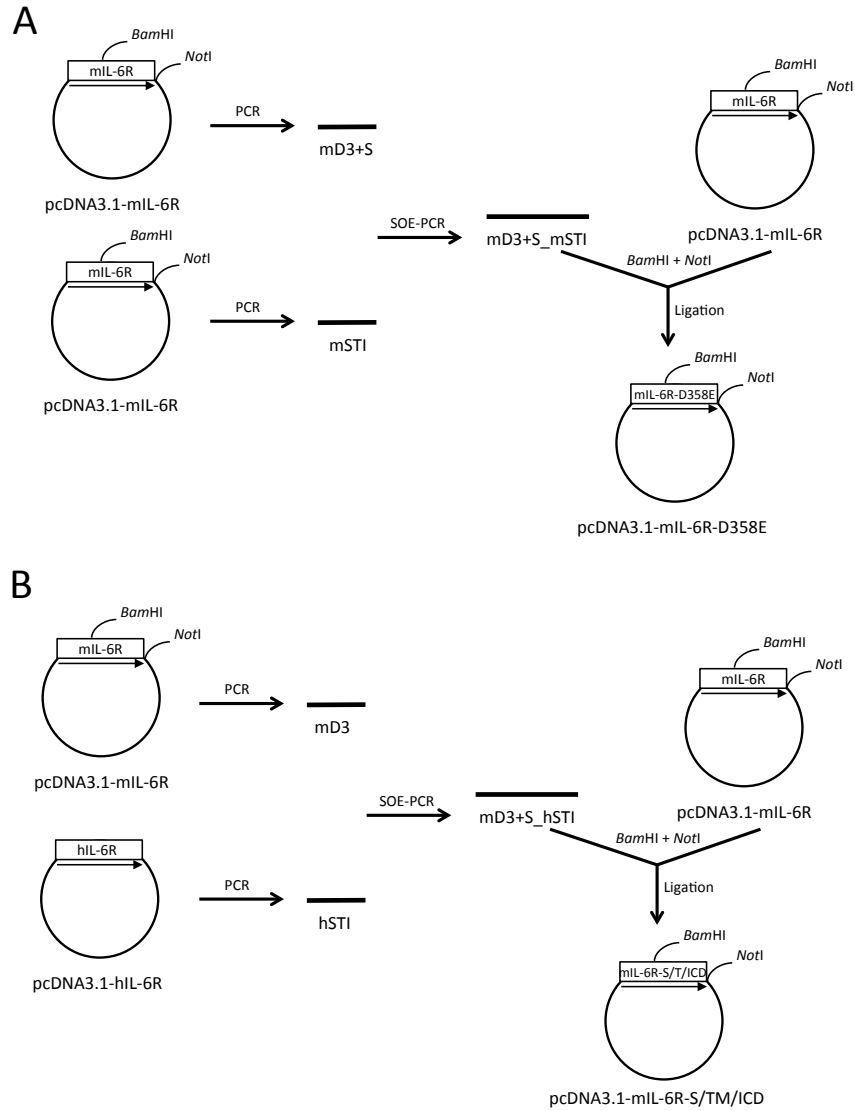 A
BamHI
NotI
mIL-6R
PCR
mD3+S
pcDNA3.1-mIL-6R
BamHI
NotI
mIL-6R
PCR
mSTI
pcDNA3.1-mIL-6R
SOE-PCR
mD3+S_mSTI
BamHI
NotI
mIL-6R
pcDNA3.1-mIL-6R
BamHI + NotI
Ligation
BamHI
NotI
mIL-6R-D358E
pcDNA3.1-mIL-6R-D358E
B
BamHI
NotI
mIL-6R
PCR
mD3
pcDNA3.1-mIL-6R
hIL-6R
PCR
hSTI
pcDNA3.1-hIL-6R
SOE-PCR
mD3+S_hSTI
BamHI
NotI
mIL-6R
pcDNA3.1-mIL-6R
BamHI + NotI
Ligation
BamHI
NotI
mIL-6R-S/T/ICD
pcDNA3.1-mIL-6R-S/TM/ICD